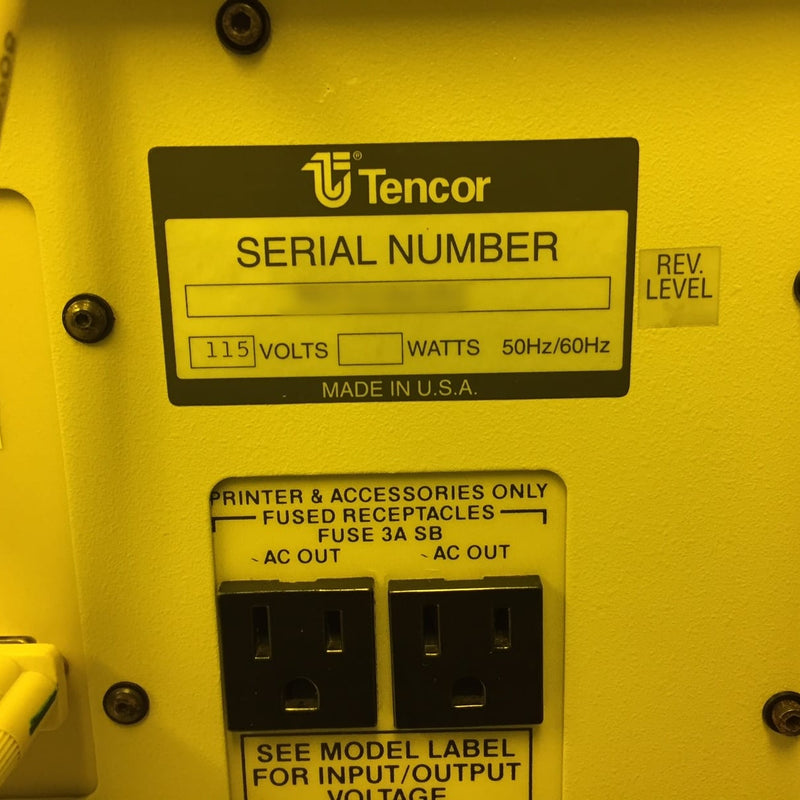 Tencor®
SERIAL NUMBER
115 VOLTS WATTS 50Hz/60Hz
MADE IN U.S.A.
REV.
LEVEL
PRINTER & ACCESSORIES ONLY
FUSED RECEPTACLES
FUSE 3A SB
~ AC OUT ~ AC OUT
SEE MODEL LABEL
FOR INPUT/OUTPUT
VOLTAGE